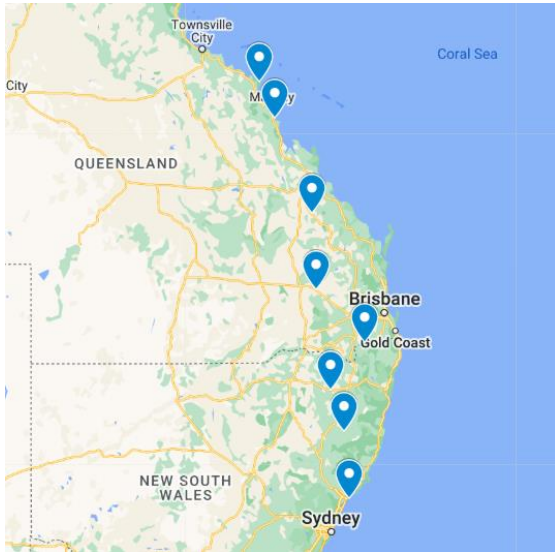 Townsville
City
Coral Sea
City
QUEENSLAND
Brisbane
Gold Coast
NEW SOUTH
WALES
Sydney